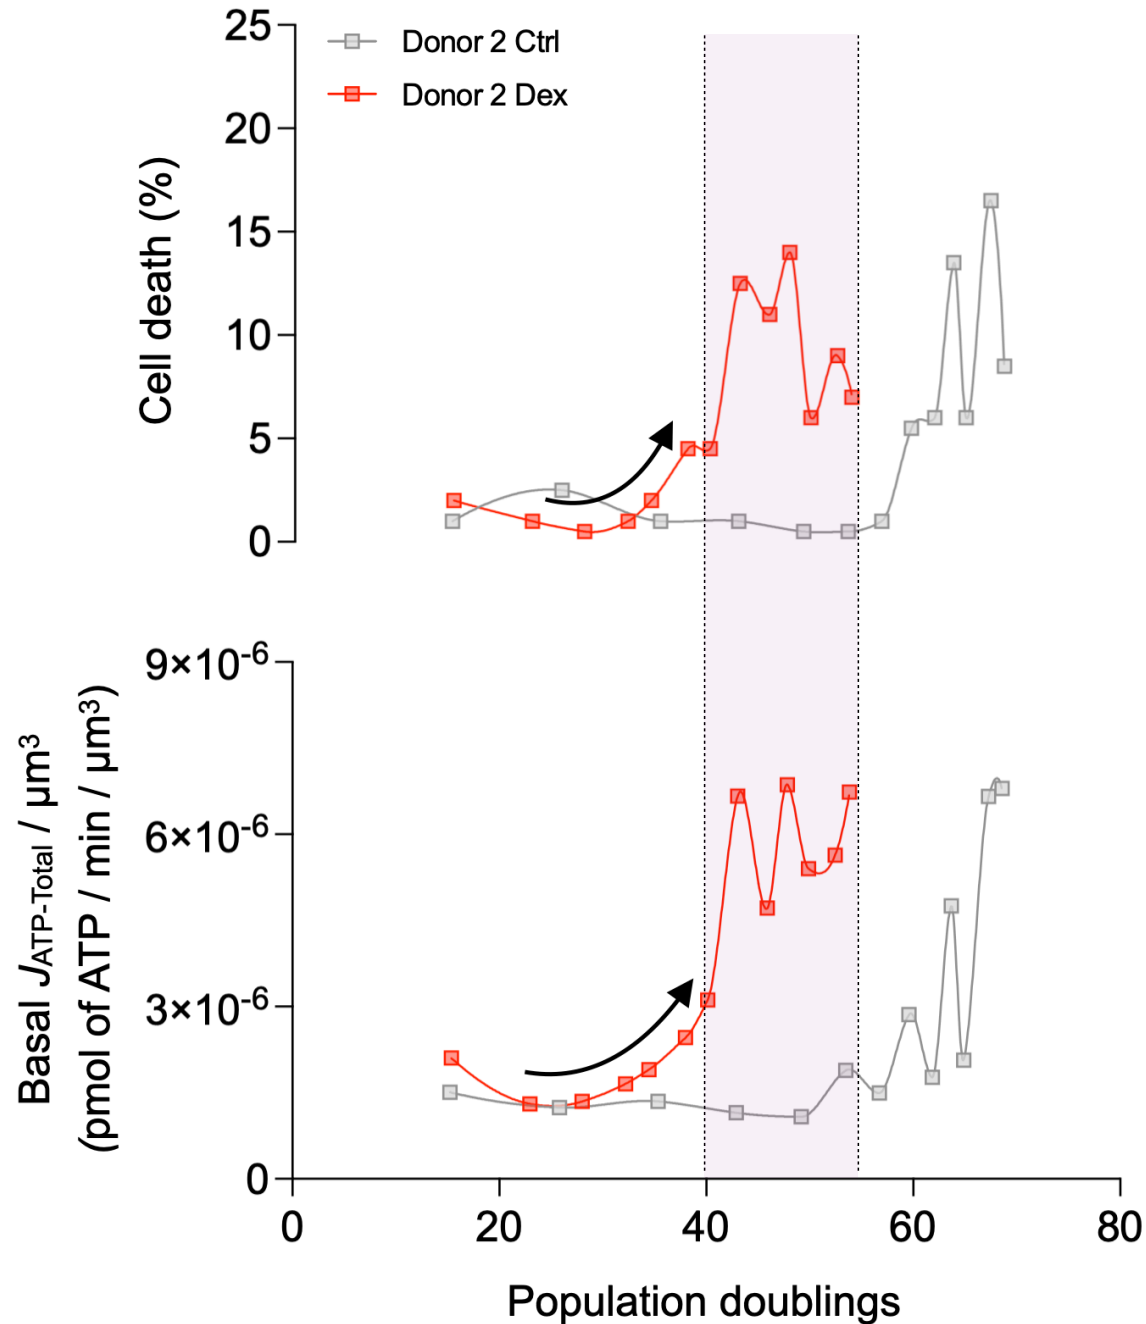 25
20
15
10
5
0
Cell death (%)
Donor 2 Ctrl
Donor 2 Dex
9×10⁻⁶
6×10⁻⁶
3×10⁻⁶
0
Basal J_ATP-Total / µm³
(pmol of ATP / min / µm³)
0 20 40 60 80
Population doublings